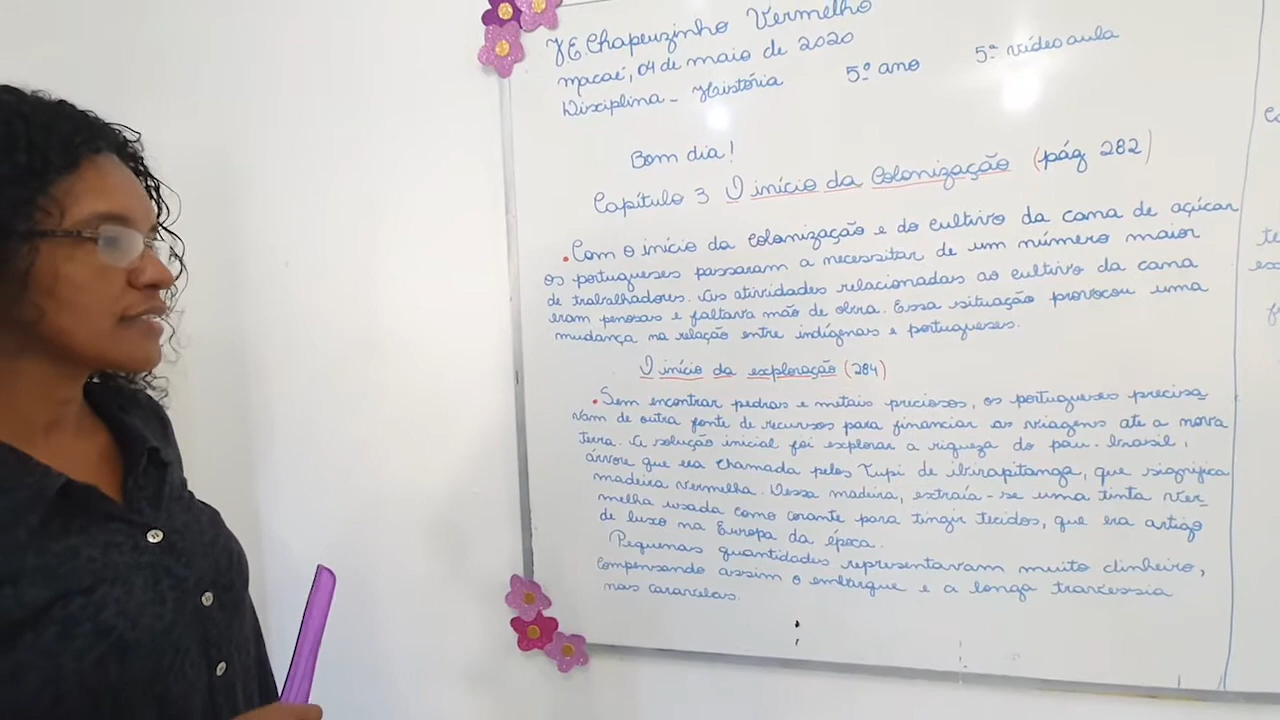 JE Chapeuzinho Vermelho
macaé, 04 de maio de 2020
Disciplina - História 5º ano 5ª vídeo aula
Bom dia!
Capítulo 3 O início da Colonização (pág 282)
. Com o início da colonização e do cultivo da cana de açúcar
os portugueses passaram a necessitar de um número maior
de trabalhadores. As atividades relacionadas ao cultivo da cana
eram penosas e faltava mão de obra. Essa situação provocou uma
mudança na relação entre indígenas e portugueses.
O início da exploração (284)
. Sem encontrar pedras e metais preciosos, os portugueses precisa
vam de outra fonte de recursos para financiar as viagens ate a nova
terra. A solução inicial foi explorar a riqueza do pau-brasil,
árvore que era chamada pelos Tupi de ibirapitanga, que significa
madeira vermelha. Dessa madeira, extraía-se uma tinta ver-
melha usada como corante para tingir tecidos, que era artigo
de luxo na Europa da época.
Pequenas quantidades representavam muito dinheiro,
compensando assim o embarque e a longa travessia
nas caravelas.